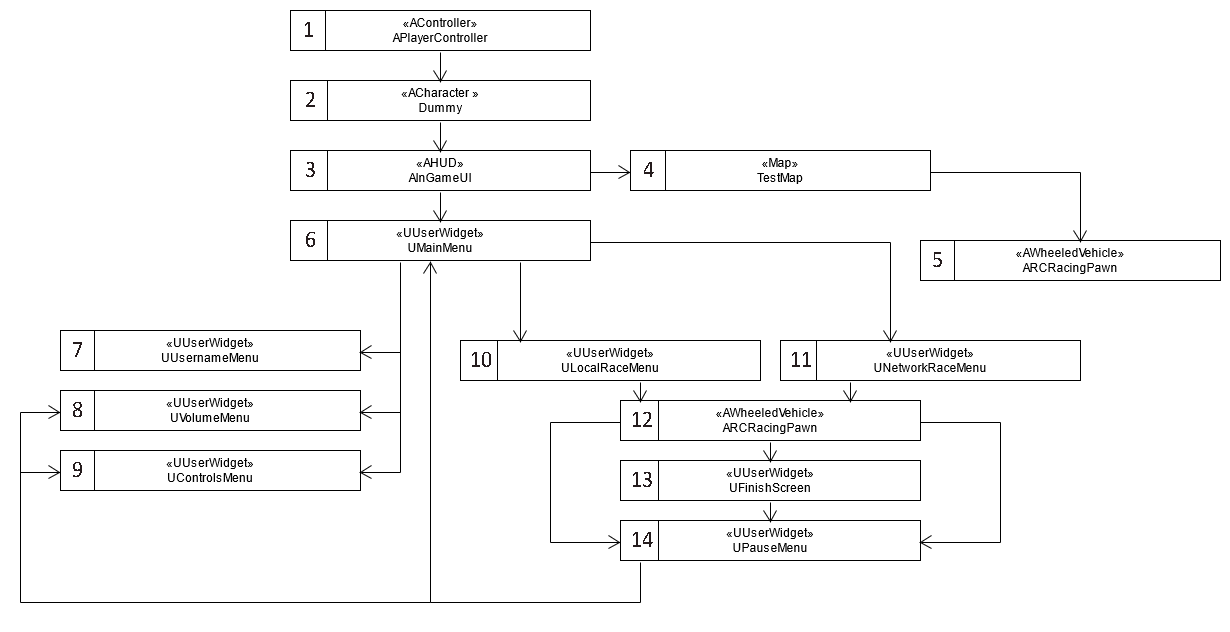 1
«AController»
APlayerController
2
«ACharacter »
Dummy
3
«AHUD»
AInGameUI
4
«Map»
TestMap
6
«UUserWidget»
UMainMenu
5
«AWheeledVehicle»
ARCRacingPawn
7
«UUserWidget»
UUsernameMenu
10
«UUserWidget»
ULocalRaceMenu
11
«UUserWidget»
UNetworkRaceMenu
8
«UUserWidget»
UVolumeMenu
12
«AWheeledVehicle»
ARCRacingPawn
9
«UUserWidget»
UControlsMenu
13
«UUserWidget»
UFinishScreen
14
«UUserWidget»
UPauseMenu